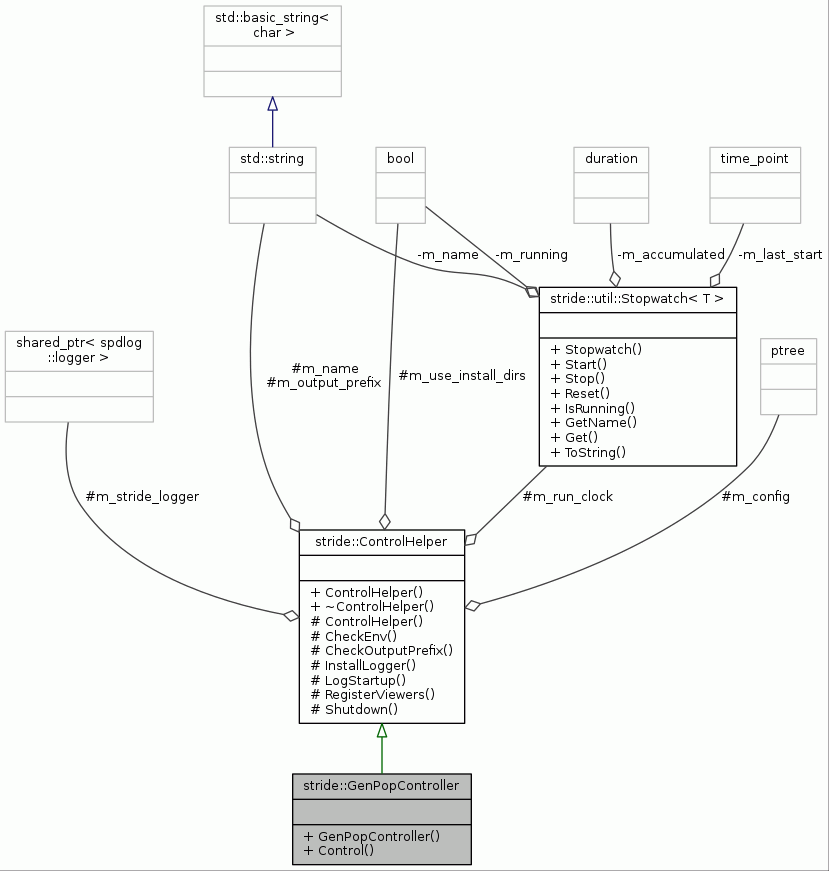 std::basic_string<
char >
std::string
bool
duration
time_point
-m_name
-m_running
-m_accumulated
-m_last_start
stride::util::Stopwatch< T >
+ Stopwatch()
+ Start()
+ Stop()
+ Reset()
+ IsRunning()
+ GetName()
+ Get()
+ ToString()
shared_ptr< spdlog
::logger >
ptree
#m_name
#m_output_prefix
#m_use_install_dirs
#m_stride_logger
#m_run_clock
#m_config
stride::ControlHelper
+ ControlHelper()
+ ~ControlHelper()
# ControlHelper()
# CheckEnv()
# CheckOutputPrefix()
# InstallLogger()
# LogStartup()
# RegisterViewers()
# Shutdown()
stride::GenPopController
+ GenPopController()
+ Control()